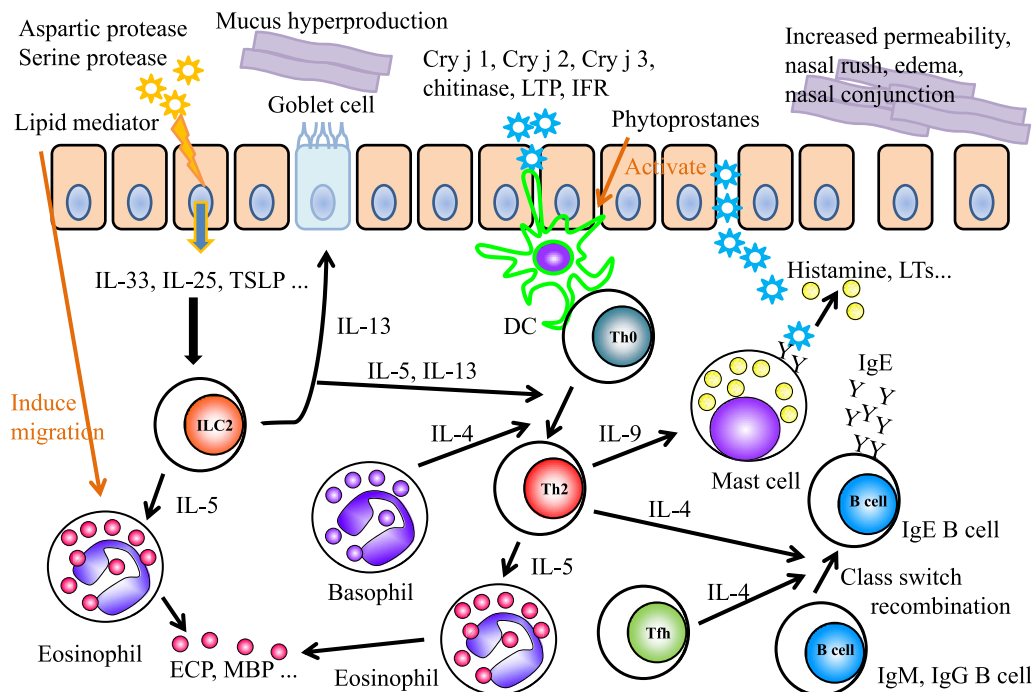 Aspartic protease
Serine protease
Mucus hyperproduction
Cry j 1, Cry j 2, Cry j 3,
chitinase, LTP, IFR
Increased permeability,
nasal rush, edema,
nasal conjunction
Goblet cell
Lipid mediator
Phytoprostanes
Activate
IL-33, IL-25, TSLP ...
Histamine, LTs...
DC
IL-13
Th0
IL-5, IL-13
IgE
Y Y
Y Y Y
Y Y Y
Y Y
Induce
migration
ILC2
IL-4
IL-9
Mast cell
Th2
B cell
IL-5
IL-4
IgE B cell
Basophil
IL-5
IL-4
Class switch
recombination
Tfh
Eosinophil
ECP, MBP ...
Eosinophil
B cell
IgM, IgG B cell